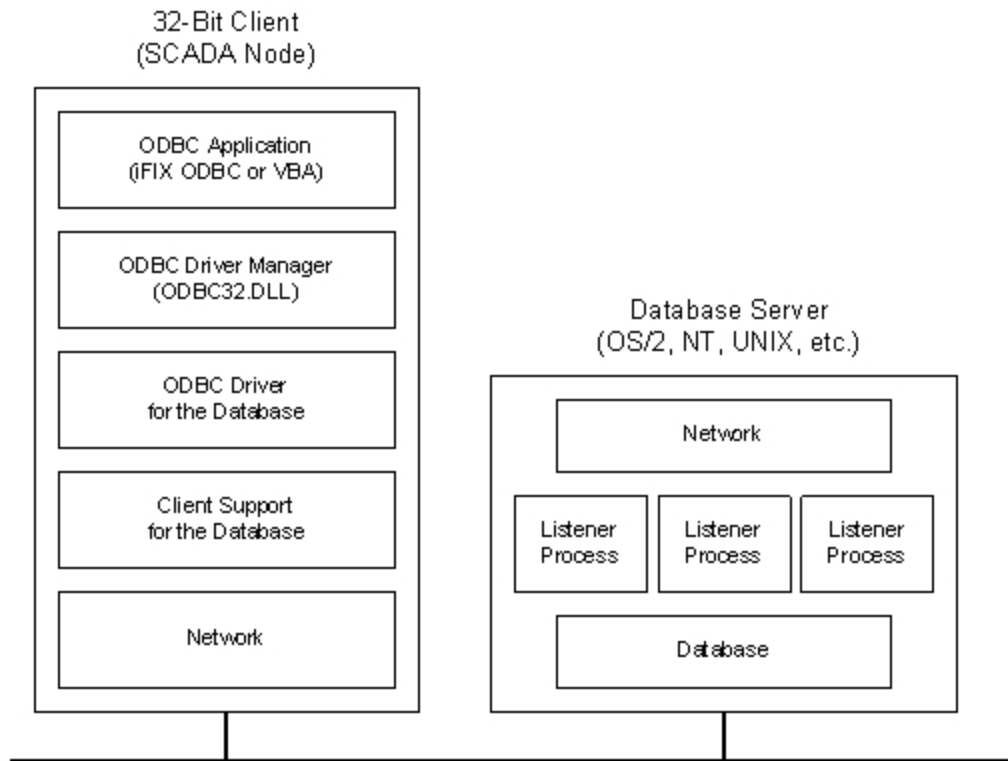 32-Bit Client
(SCADA Node)
ODBC Application
(iFIX ODBC or VBA)
ODBC Driver Manager
(ODBC32.DLL)
ODBC Driver
for the Database
Client Support
for the Database
Network
Database Server
(OS/2, NT, UNIX, etc.)
Network
Listener
Process
Listener
Process
Listener
Process
Database